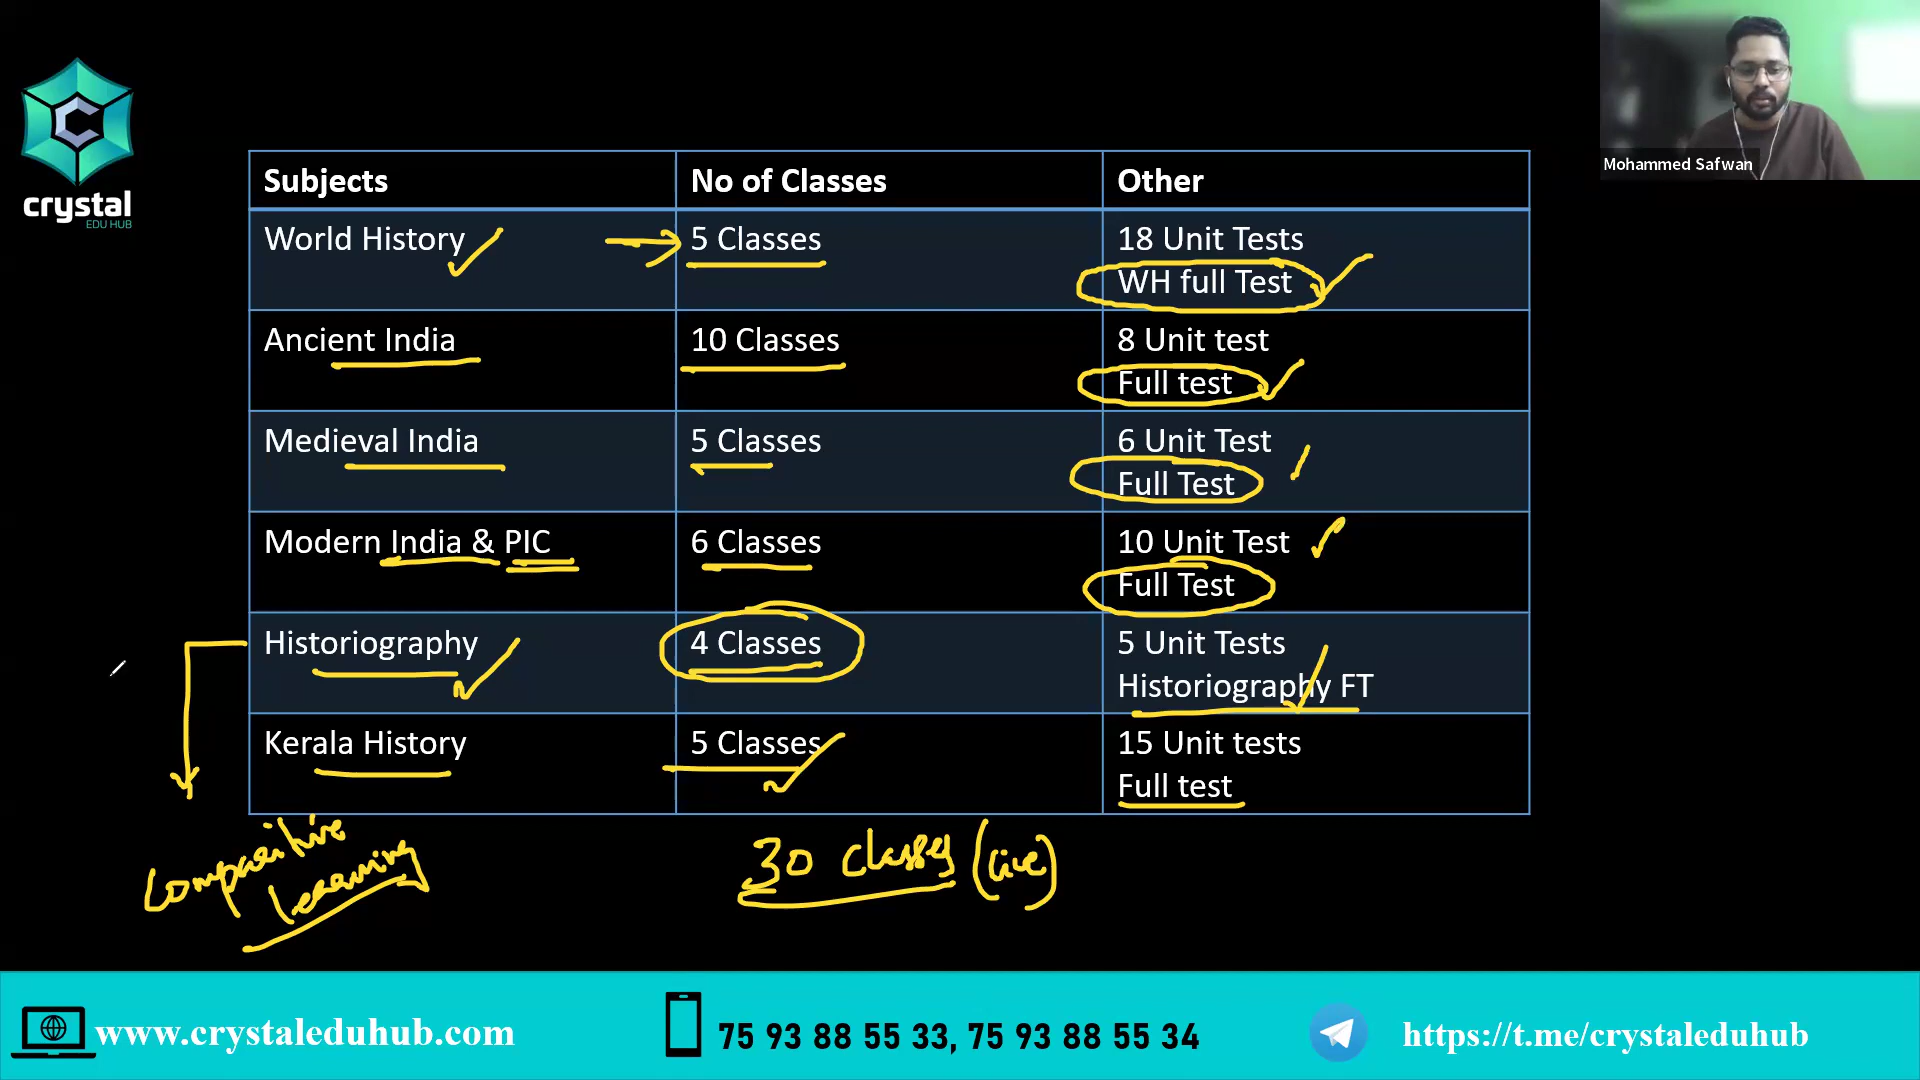 Mohammed Safwan
C
crystal
EDU HUB
Subjects No of Classes Other
World History 5 Classes 18 Unit Tests
WH full Test
Ancient India 10 Classes 8 Unit test
Full test
Medieval India 5 Classes 6 Unit Test
Full Test
Modern India & PIC 6 Classes 10 Unit Test
Full Test
Historiography 4 Classes 5 Unit Tests
Historiography FT
Kerala History 5 Classes 15 Unit tests
Full test
Learning
30 classes (live)
www.crystaleduhub.com 75 93 88 55 33, 75 93 88 55 34 https://t.me/crystaleduhub